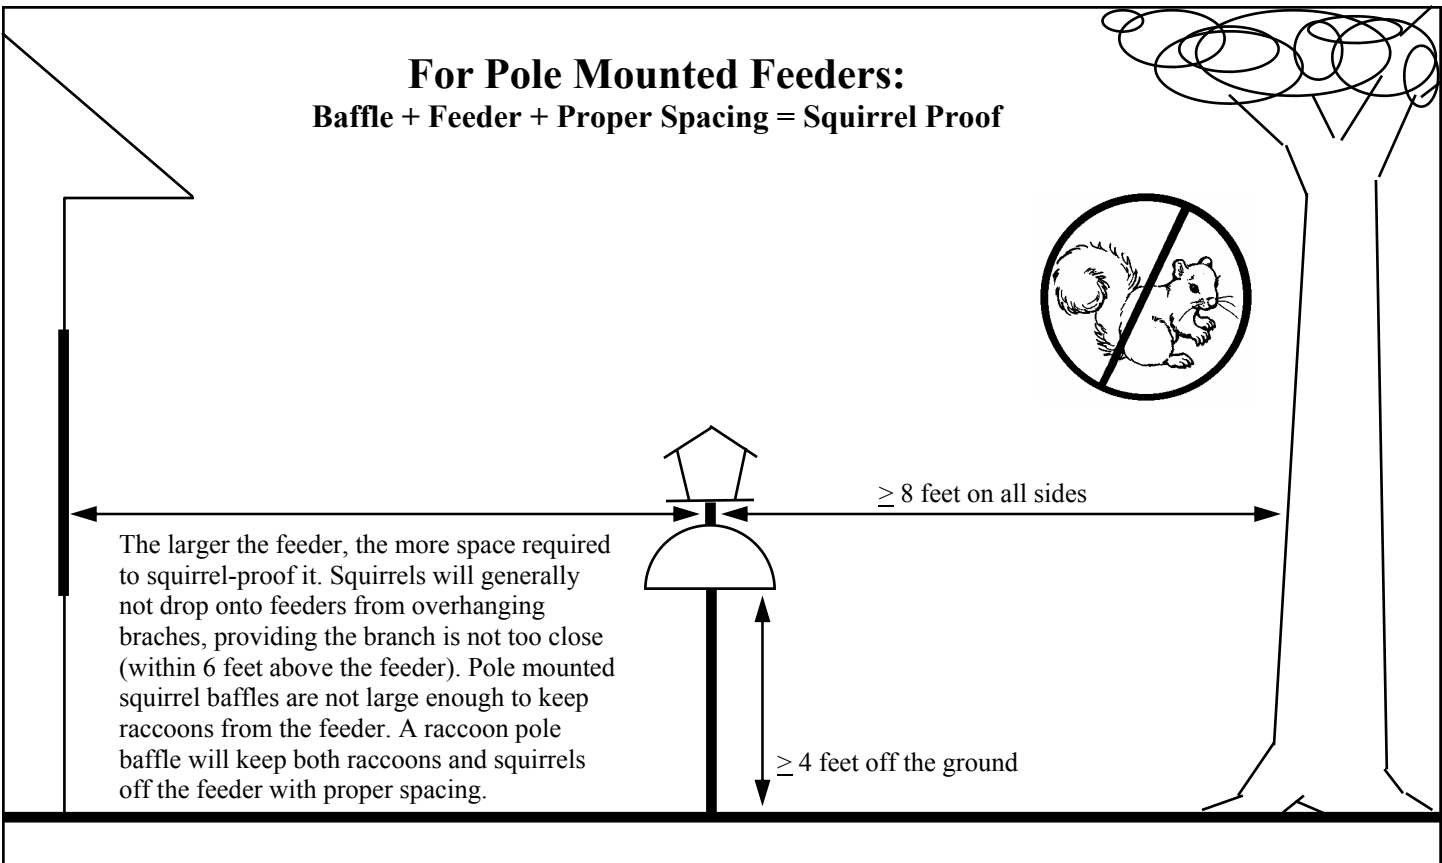 For Pole Mounted Feeders:
Baffle + Feeder + Proper Spacing = Squirrel Proof
≥ 8 feet on all sides
The larger the feeder, the more space required
to squirrel-proof it. Squirrels will generally
not drop onto feeders from overhanging
braches, providing the branch is not too close
(within 6 feet above the feeder). Pole mounted
squirrel baffles are not large enough to keep
raccoons from the feeder. A raccoon pole
baffle will keep both raccoons and squirrels
off the feeder with proper spacing.
≥ 4 feet off the ground